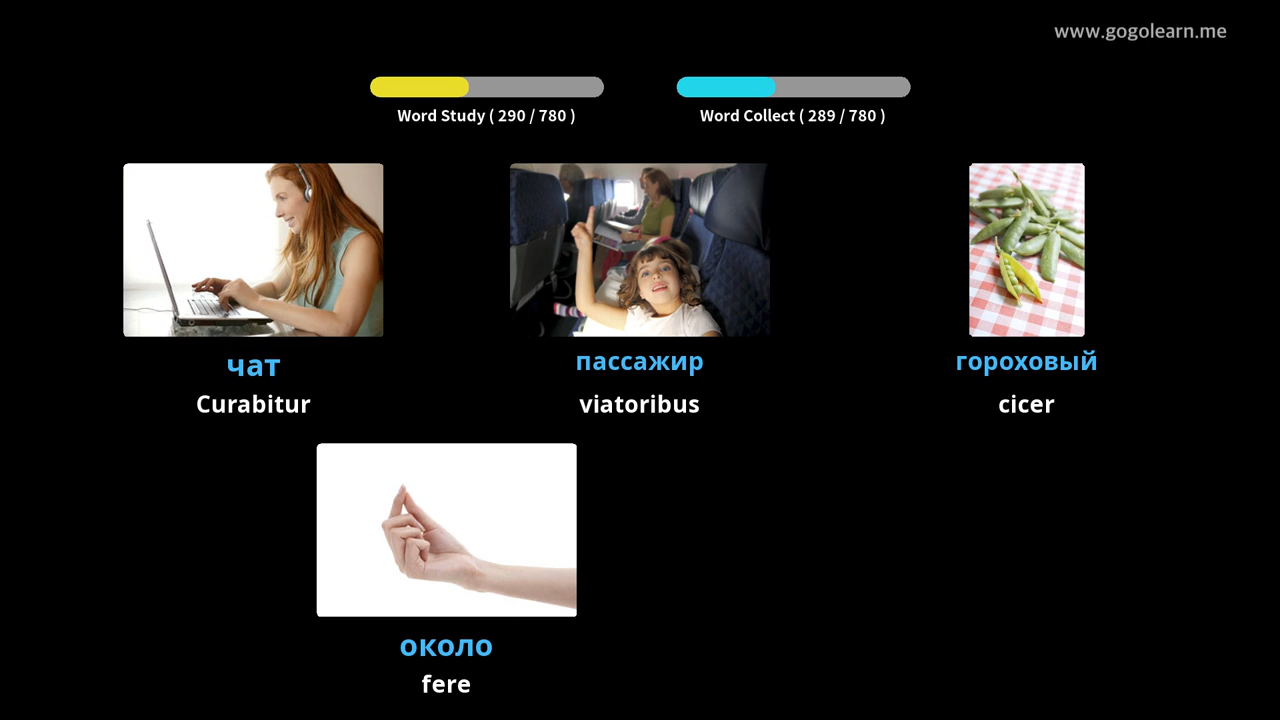 www.gogolearn.me
Word Study ( 290 / 780 )
Word Collect ( 289 / 780 )
чат
Curabitur
пассажир
viatoribus
гороховый
cicer
около
fere